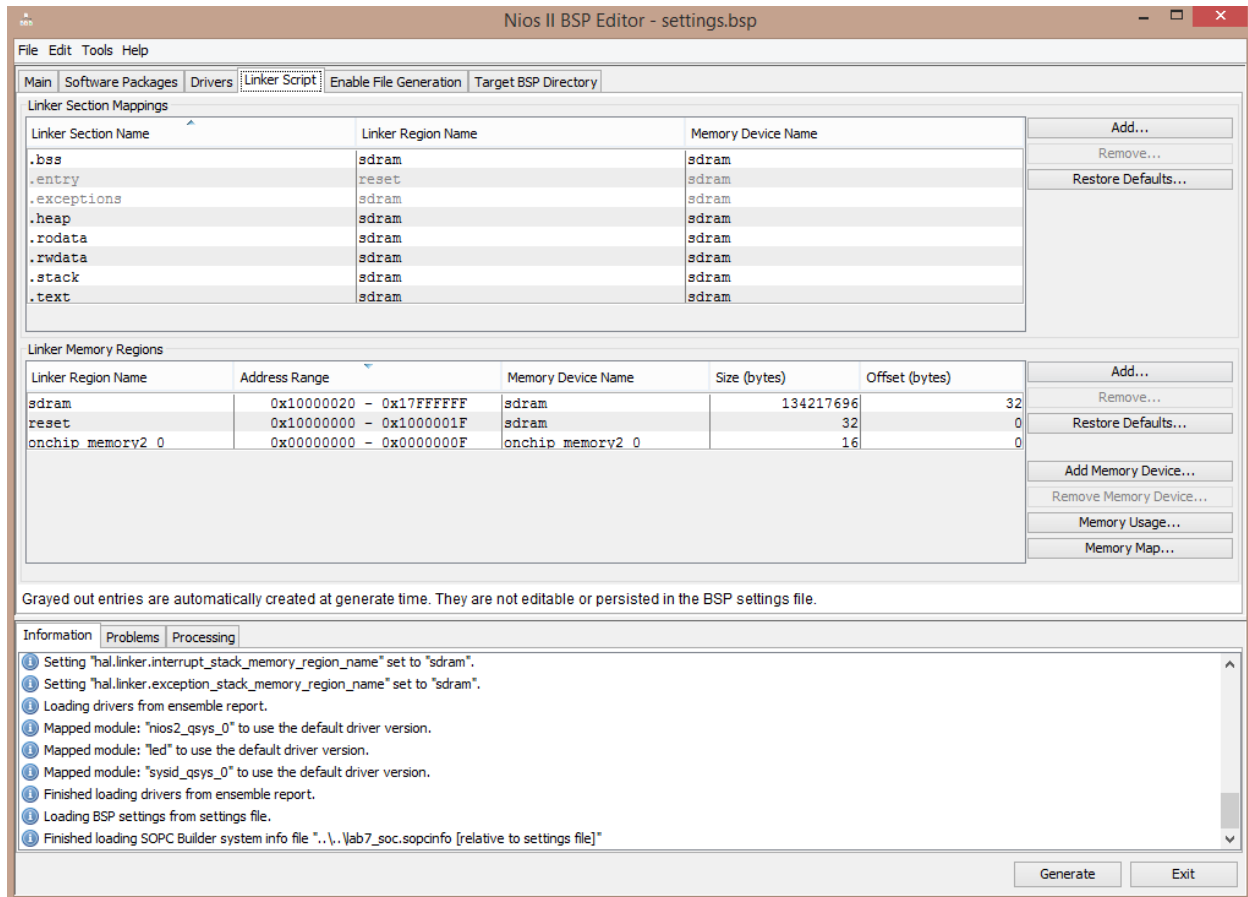 Nios II BSP Editor - settings.bsp
File Edit Tools Help
Main Software Packages Drivers Linker Script Enable File Generation Target BSP Directory
Linker Section Mappings
Linker Section Name Linker Region Name Memory Device Name
.bss sdram sdram
.entry reset sdram
.exceptions sdram sdram
.heap sdram sdram
.rodata sdram sdram
.rwdata sdram sdram
.stack sdram sdram
.text sdram sdram
Add...
Remove...
Restore Defaults...
Linker Memory Regions
Linker Region Name Address Range Memory Device Name Size (bytes) Offset (bytes)
sdram 0x10000020 - 0x17FFFFFF sdram 134217696 32
reset 0x10000000 - 0x1000001F sdram 32 0
onchip_memory2_0 0x00000000 - 0x0000000F onchip_memory2_0 16 0
Add...
Remove...
Restore Defaults...
Add Memory Device...
Remove Memory Device...
Memory Usage...
Memory Map...
Grayed out entries are automatically created at generate time. They are not editable or persisted in the BSP settings file.
Information Problems Processing
Setting "hal.linker.interrupt_stack_memory_region_name" set to "sdram".
Setting "hal.linker.exception_stack_memory_region_name" set to "sdram".
Loading drivers from ensemble report.
Mapped module: "nios2_qsys_0" to use the default driver version.
Mapped module: "led" to use the default driver version.
Mapped module: "sysid_qsys_0" to use the default driver version.
Finished loading drivers from ensemble report.
Loading BSP settings from settings file.
Finished loading SOPC Builder system info file "..\..\lab7_soc.sopcinfo [relative to settings file]"
Generate Exit